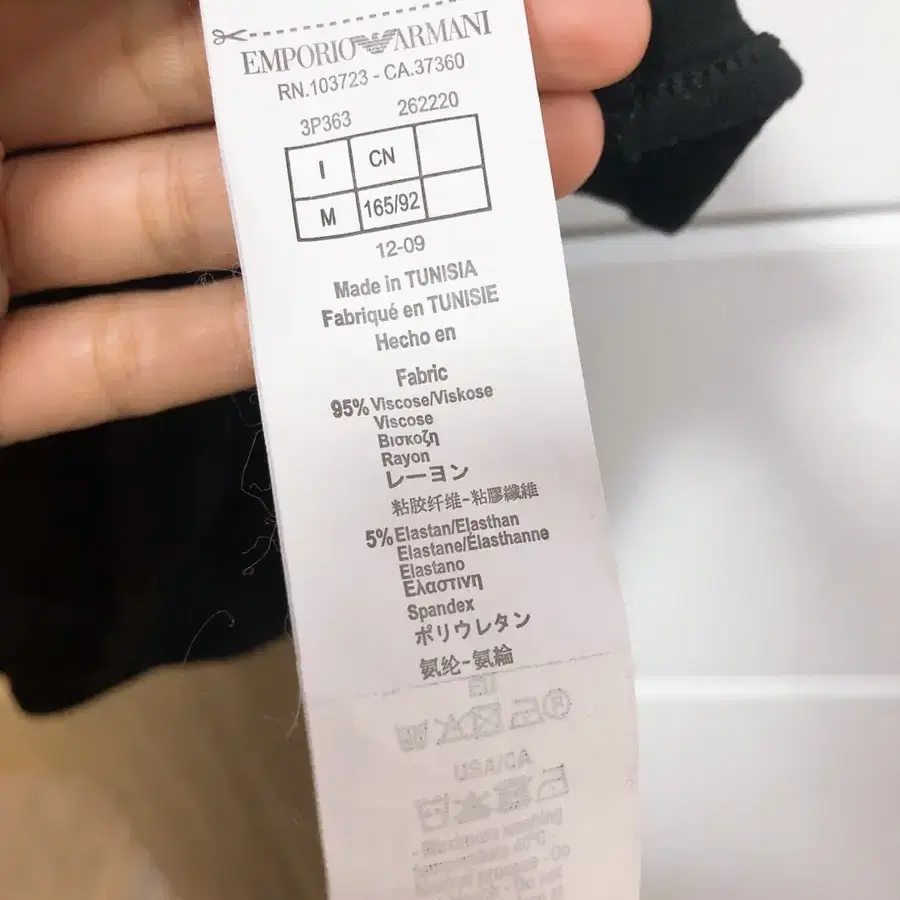 EMPORIO ARMANI
RN.103723 - CA.37360
3P363 262220
I CN
M 165/92
12-09
Made in TUNISIA
Fabriqué en TUNISIE
Hecho en
Fabric
95% Viscose/Viskose
Viscose
Βισκοζη
Rayon
レーヨン
粘胶纤维-粘膠纖維
5% Elastan/Elasthan
Elastane/Élasthanne
Elastano
Ελαστινη
Spandex
ポリウレタン
氨纶-氨綸
USA/CA